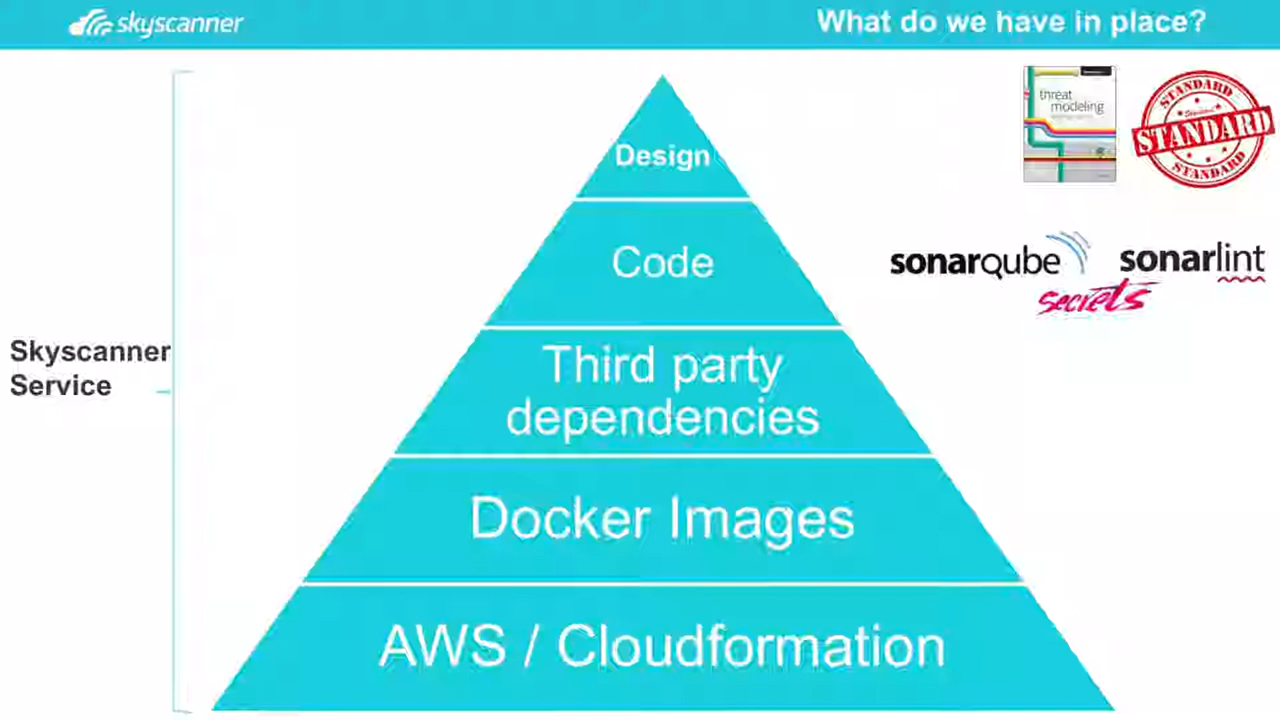 skyscanner
What do we have in place?
threat
modeling
STANDARD
STANDARD
STANDARD
Design
sonarqube
sonarlint
secrets
Code
Skyscanner
Service
Third party
dependencies
Docker Images
AWS / Cloudformation